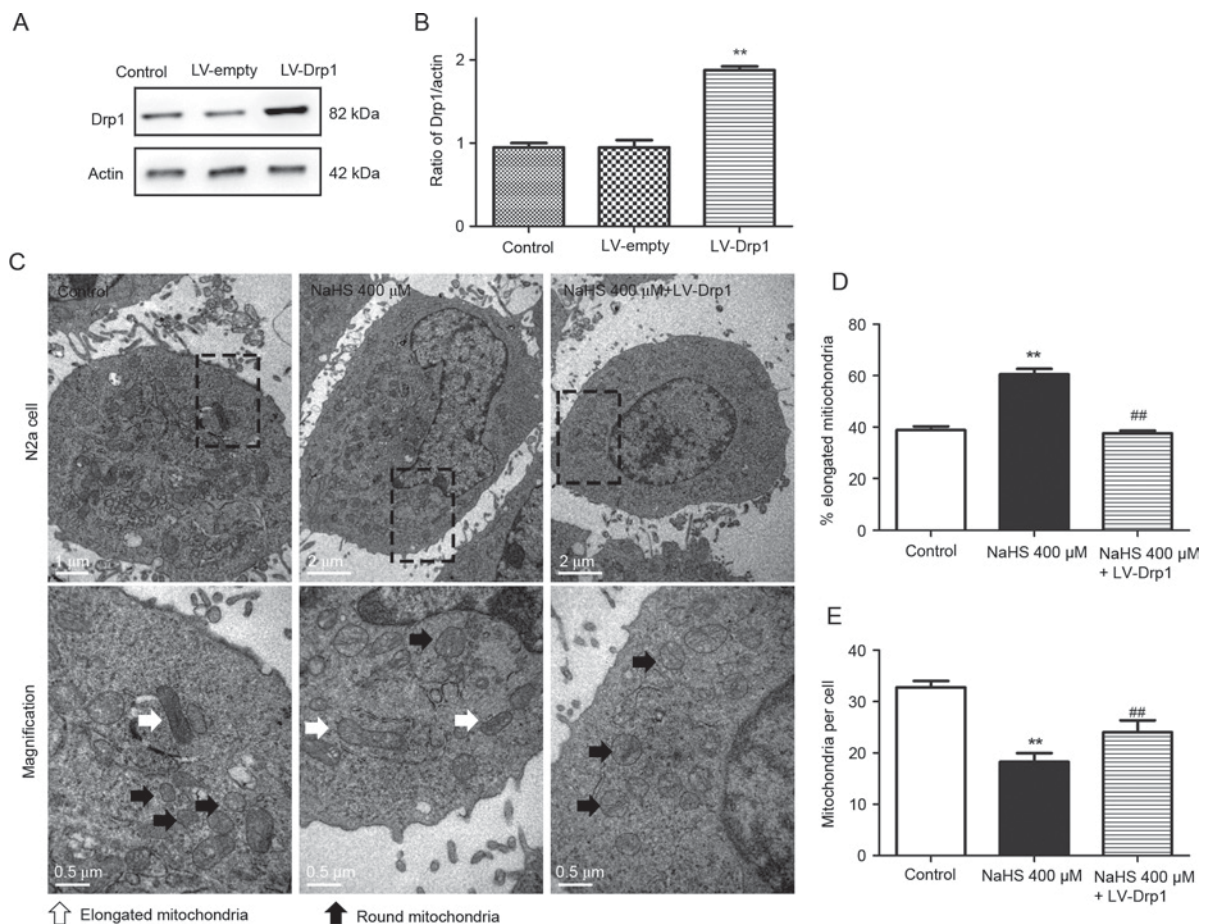 A
Control LV-empty LV-Drp1
Drp1 82 kDa
Actin 42 kDa
B
Ratio of Drp1/actin
2
1
0
**
Control LV-empty LV-Drp1
C
N2a cell
Control
NaHS 400 μM
NaHS 400 μM+LV-Drp1
1 μm
2 μm
2 μm
Magnification
0.5 μm
0.5 μm
0.5 μm
Elongated mitochondria
Round mitochondria
D
% elongated mitiochondria
80
60
40
20
0
**
##
Control
NaHS 400 μM
NaHS 400 μM
+ LV-Drp1
E
Mitochondria per cell
40
30
20
10
0
**
##
Control
NaHS 400 μM
NaHS 400 μM
+ LV-Drp1